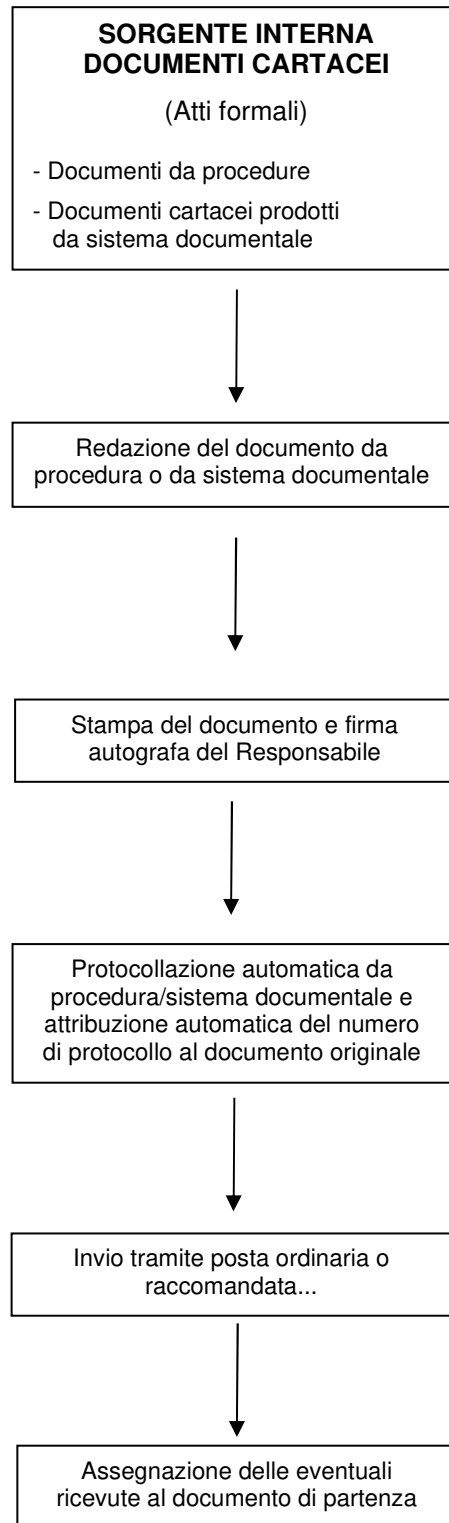 SORGENTE INTERNA
DOCUMENTI CARTACEI
(Atti formali)
- Documenti da procedure
- Documenti cartacei prodotti
da sistema documentale
Redazione del documento da
procedura o da sistema documentale
Stampa del documento e firma
autografa del Responsabile
Protocollazione automatica da
procedura/sistema documentale e
attribuzione automatica del numero
di protocollo al documento originale
Invio tramite posta ordinaria o
raccomandata...
Assegnazione delle eventuali
ricevute al documento di partenza